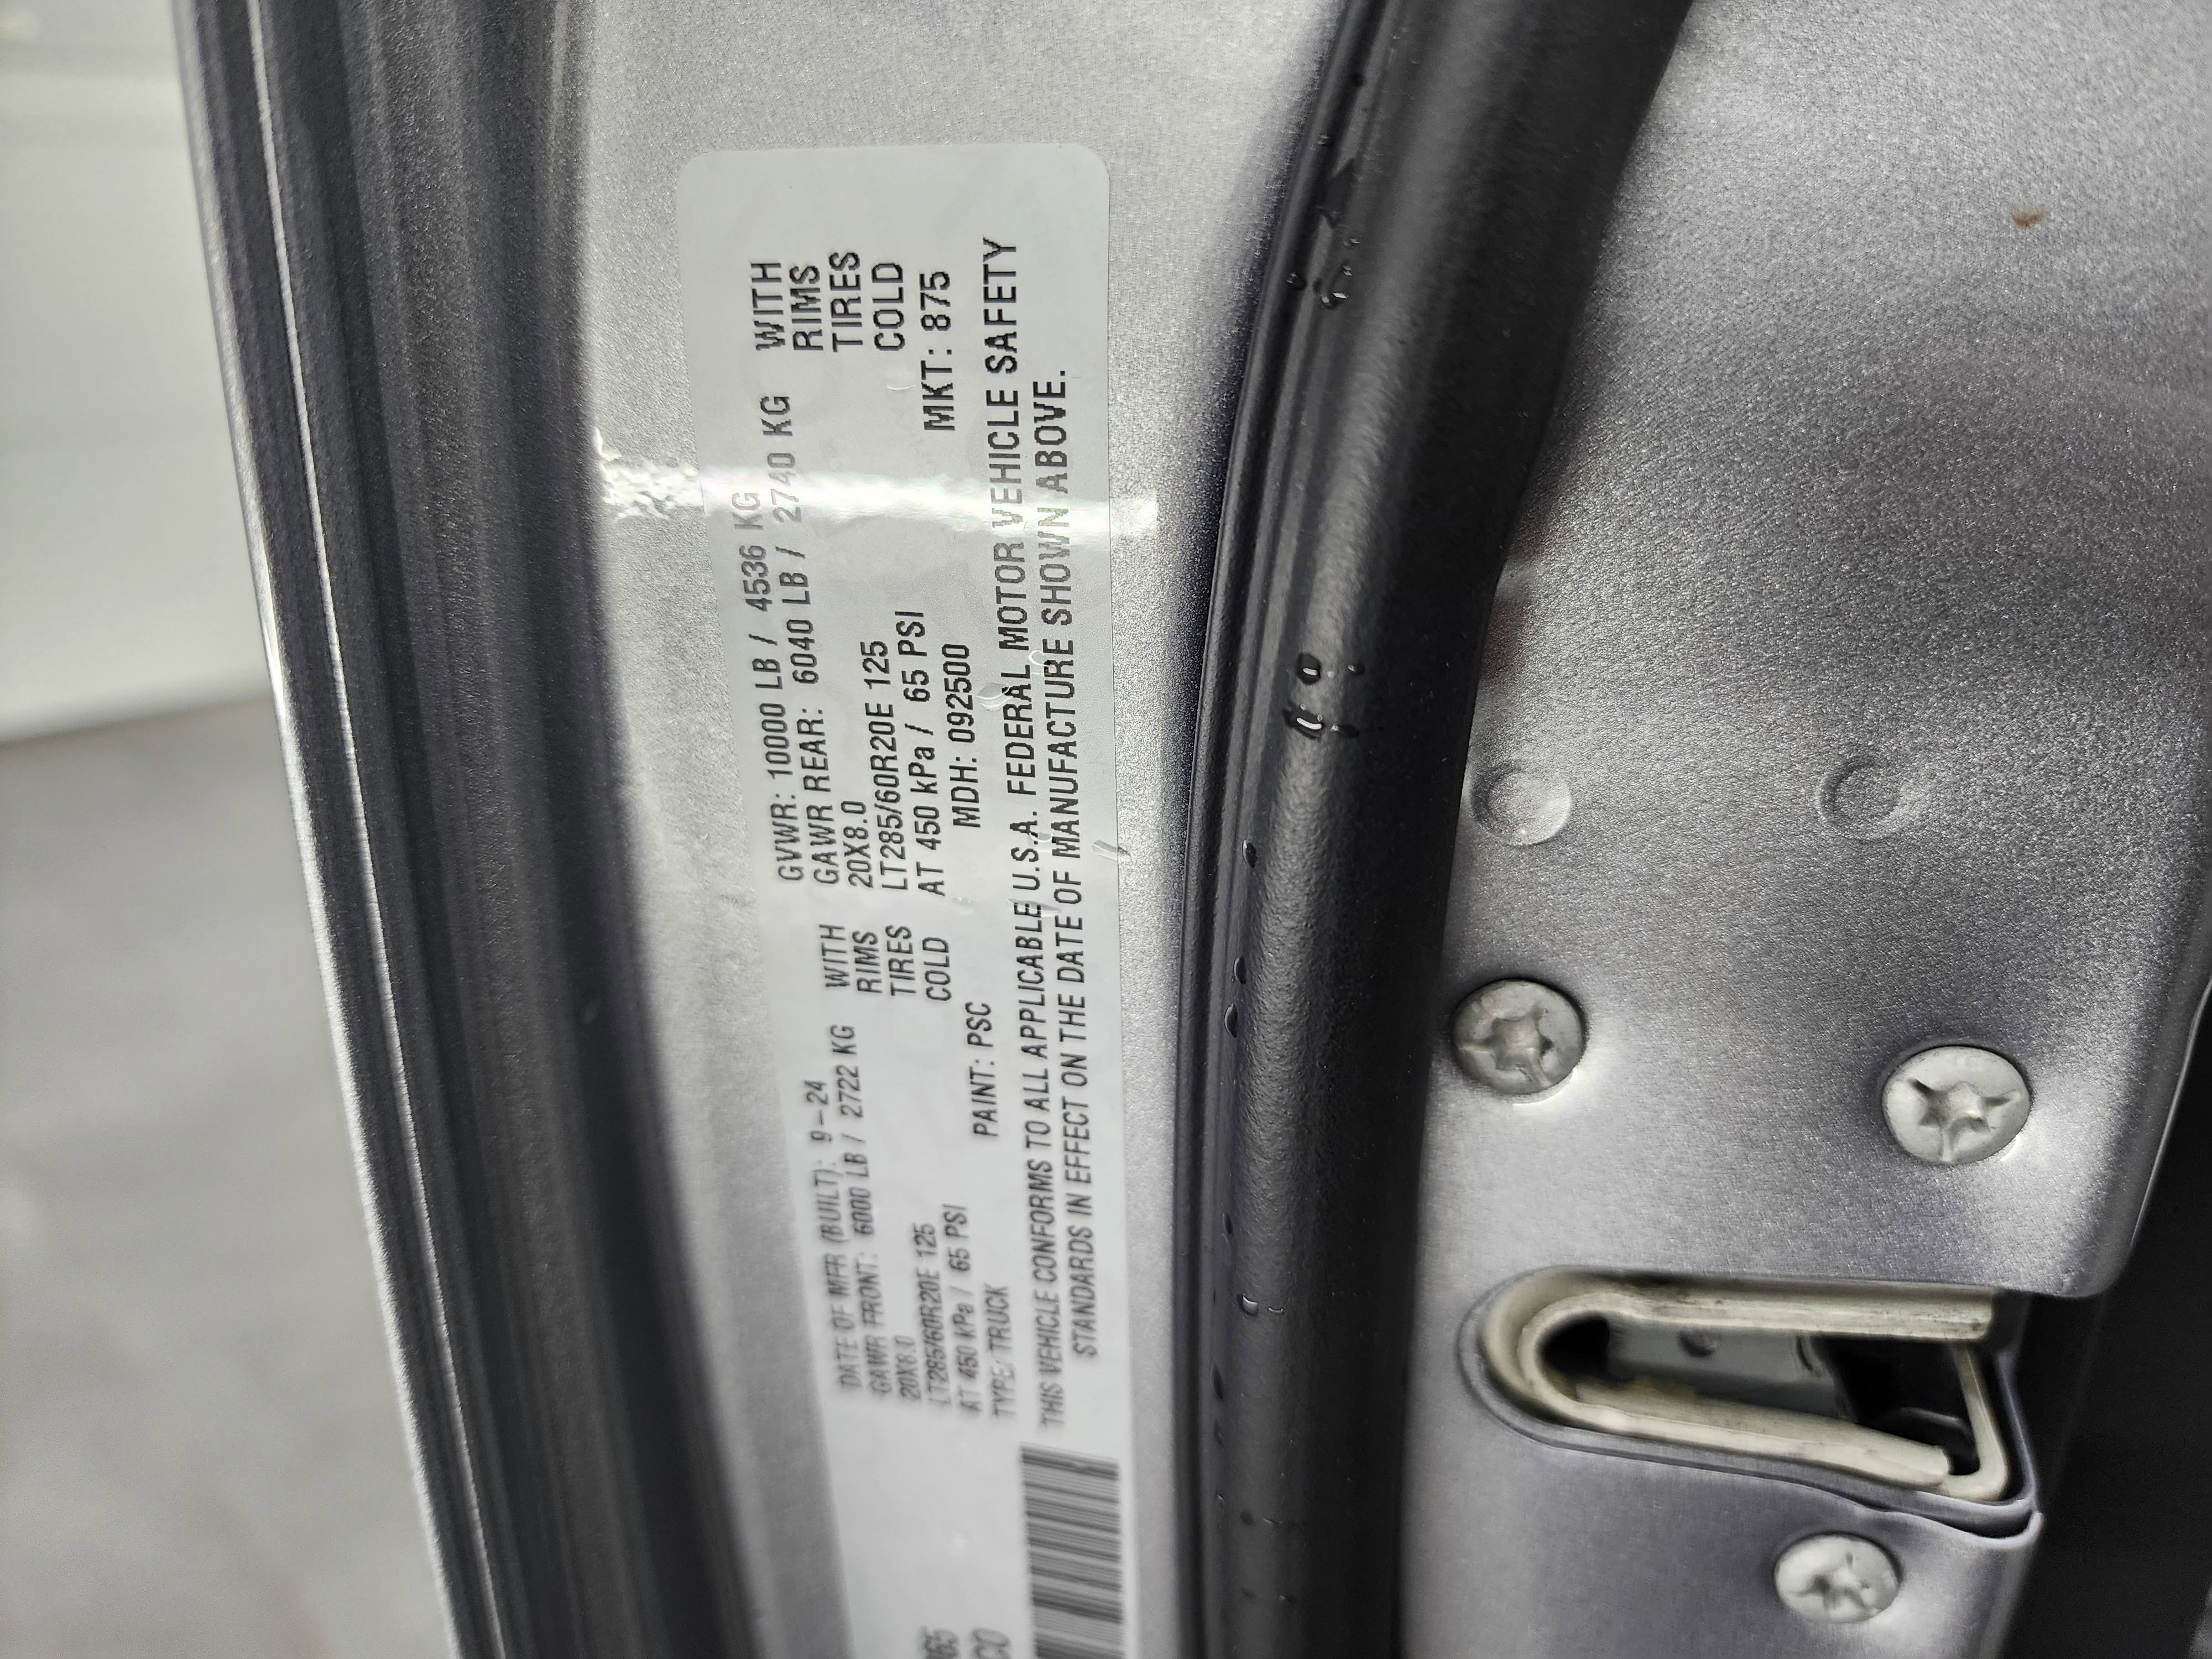 DATE OF MFR (BUILT): 9-24 GVWR: 10000 LB / 4536 KG
GAWR FRONT: 6000 LB / 2722 KG WITH GAWR REAR: 6040 LB / 2740 KG WITH
20X8.0 RIMS 20X8.0 RIMS
LT285/60R20E 125 TIRES LT285/60R20E 125 TIRES
AT 450 kPa / 65 PSI COLD AT 450 kPa / 65 PSI COLD
TYPE: TRUCK PAINT: PSC MDH: 092500 MKT: 875
THIS VEHICLE CONFORMS TO ALL APPLICABLE U.S.A. FEDERAL MOTOR VEHICLE SAFETY
STANDARDS IN EFFECT ON THE DATE OF MANUFACTURE SHOWN ABOVE.